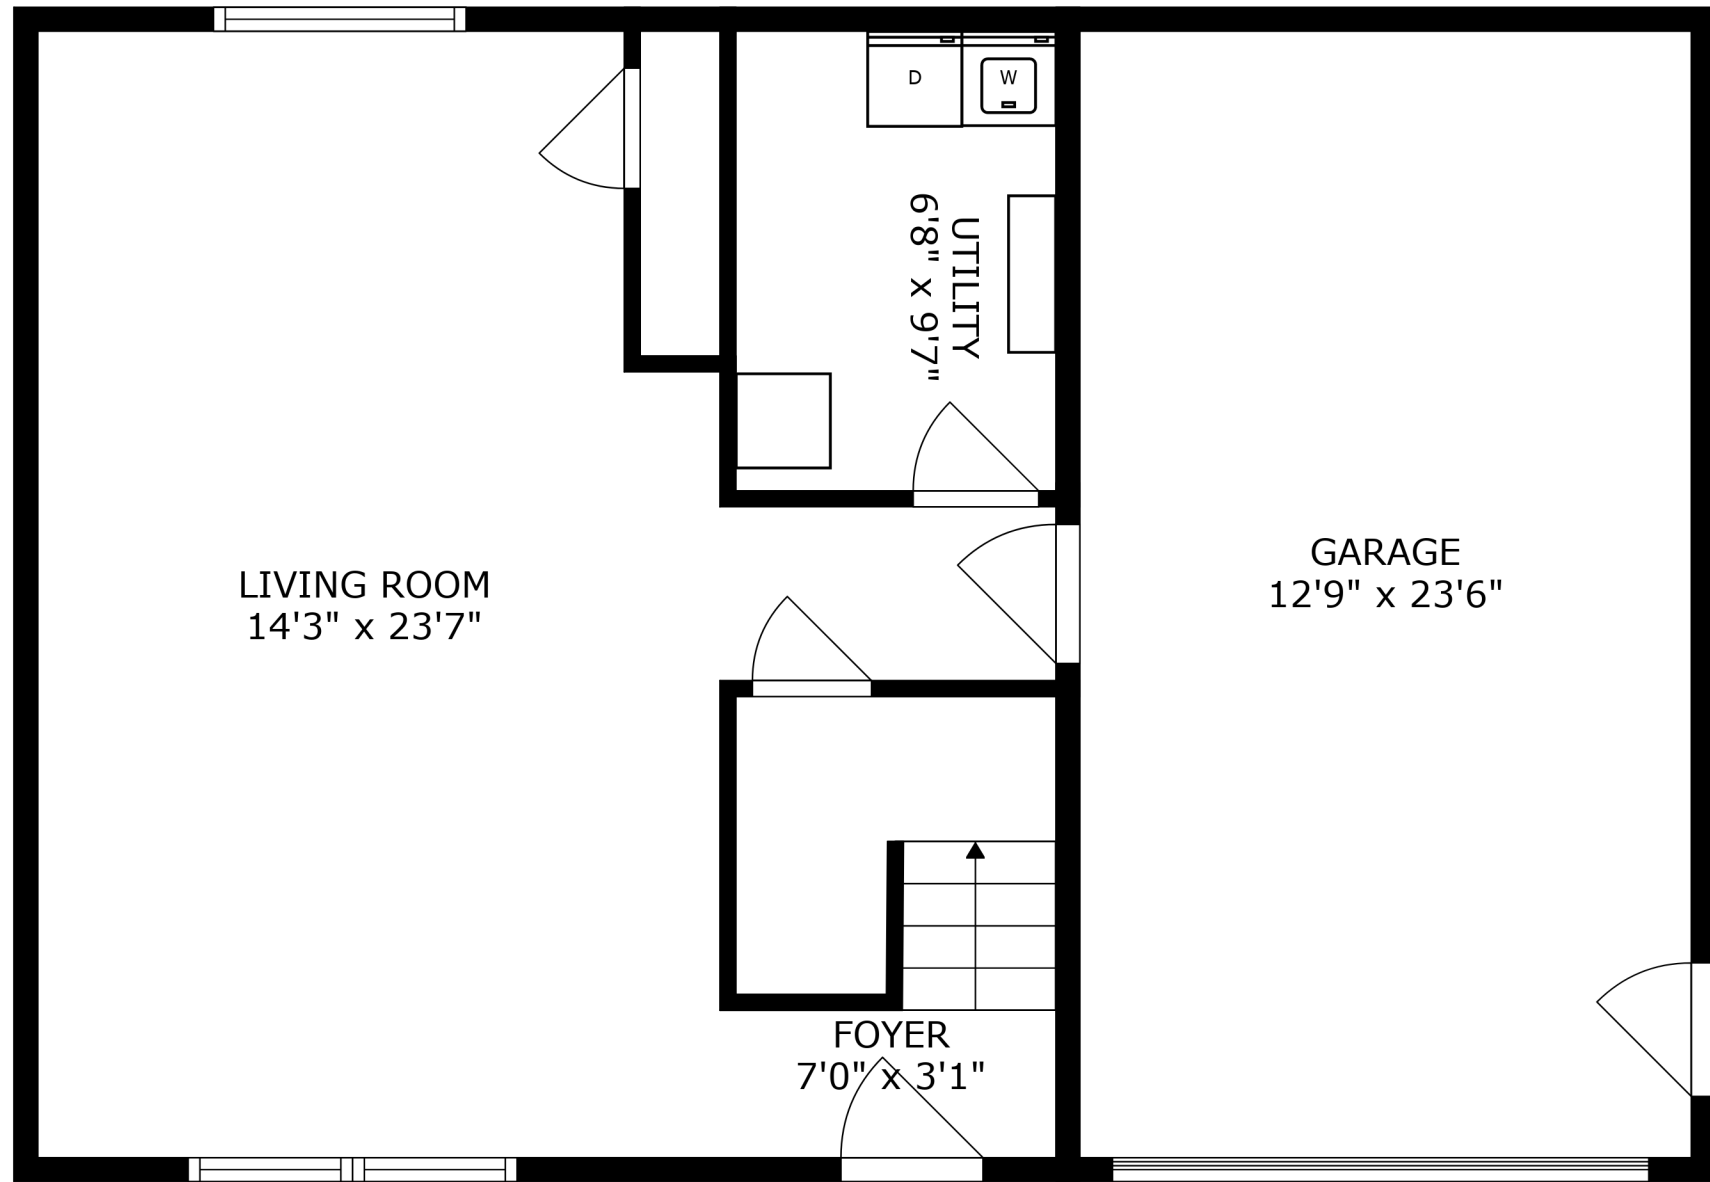 D
W
UTILITY
6'8" x 9'7"
LIVING ROOM
14'3" x 23'7"
GARAGE
12'9" x 23'6"
FOYER
7'0" x 3'1"